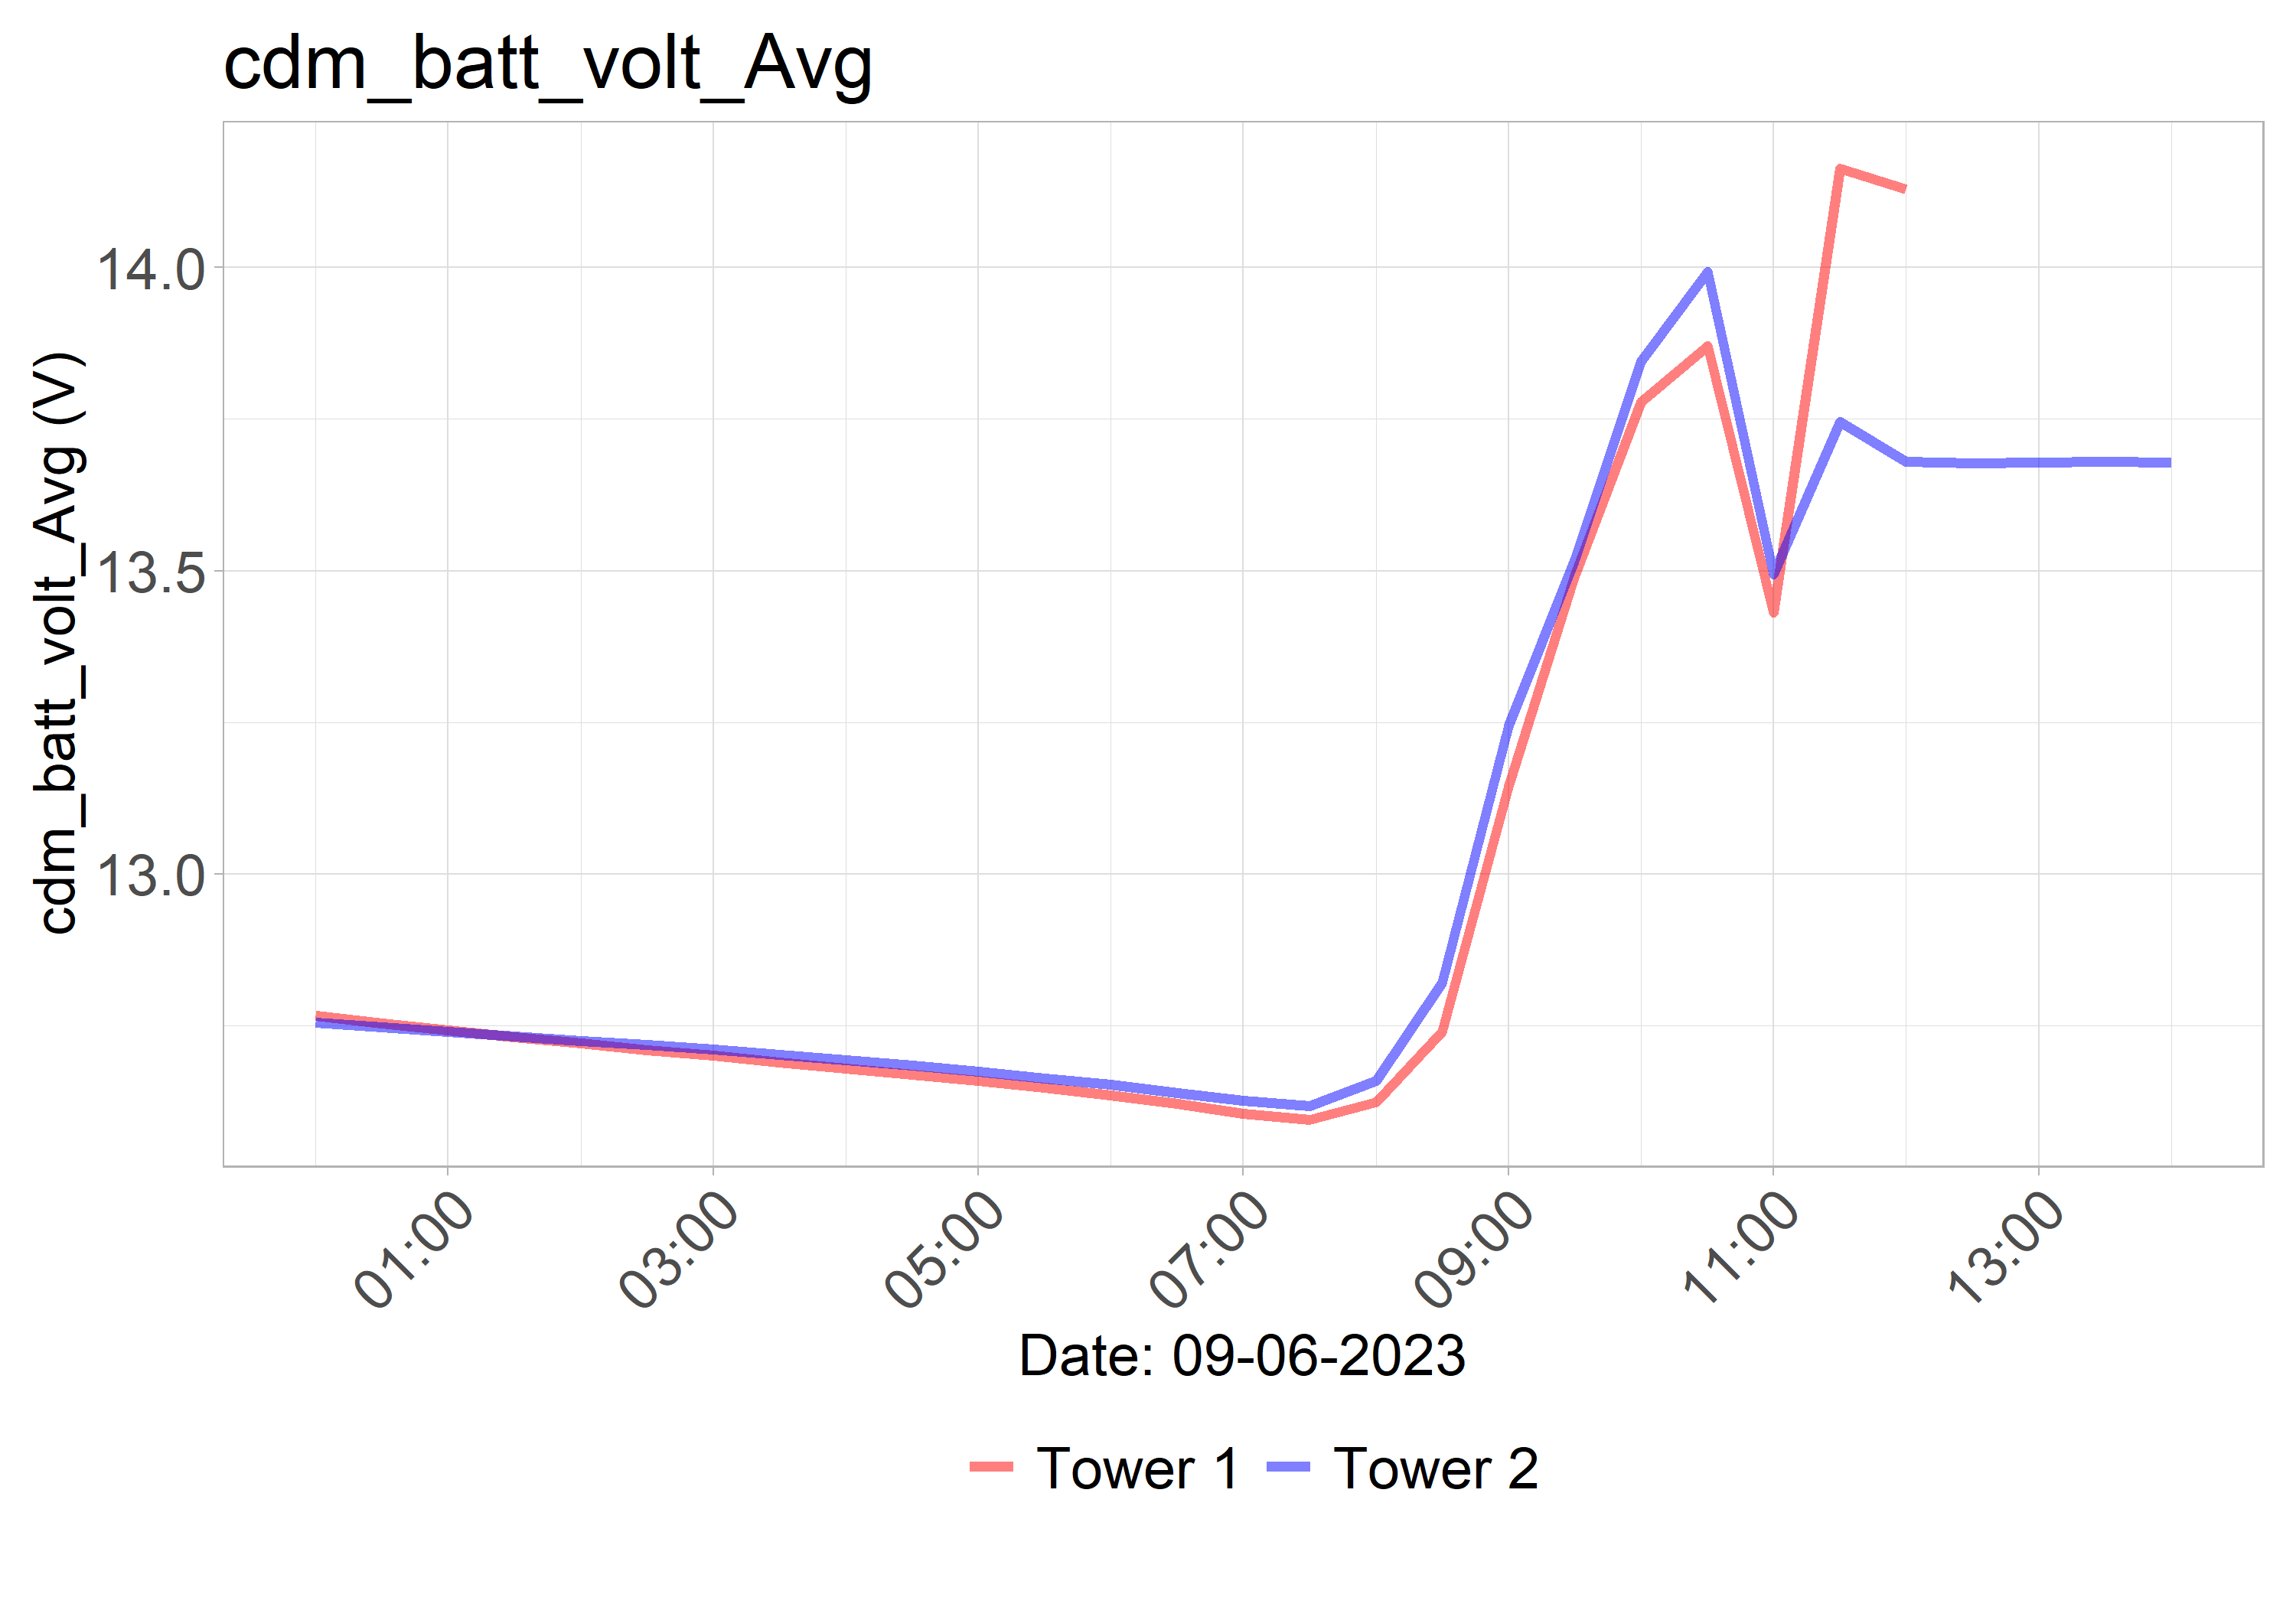 cdm_batt_volt_Avg
cdm_batt_volt_Avg (V)
14.0
13.5
13.0
01:00
03:00
05:00
07:00
09:00
11:00
13:00
Date: 09-06-2023
Tower 1
Tower 2